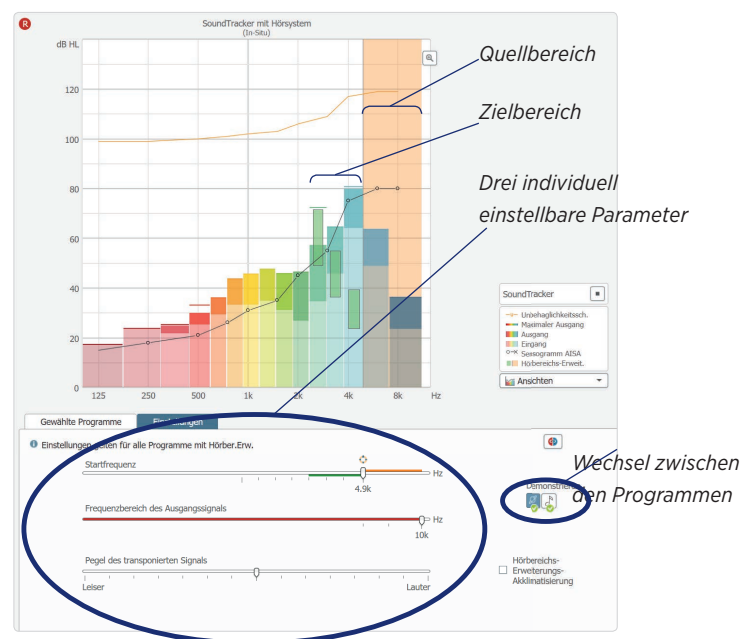 R
SoundTracker mit Hörsystem
(In-Situ)
dB HL
120
100
80
60
40
20
0
125 250 500 1k 2k 4k 8k Hz
Quellbereich
Zielbereich
Drei individuell
einstellbare Parameter
SoundTracker
Unbehaglichkeitssch.
Maximaler Ausgang
Ausgang
Eingang
Sensogramm AISA
Hörbereichs-Erweit.
Ansichten
Gewählte Programme
Einstellungen
Einstellungen gelten für alle Programme mit Hörber.Erw.
Startfrequenz
Hz
4.9k
Frequenzbereich des Ausgangssignals
Hz
10k
Pegel des transponierten Signals
Leiser Lauter
Wechsel zwischen
den Programmen
Hörbereichs-
Erweiterungs-
Akklimatisierung